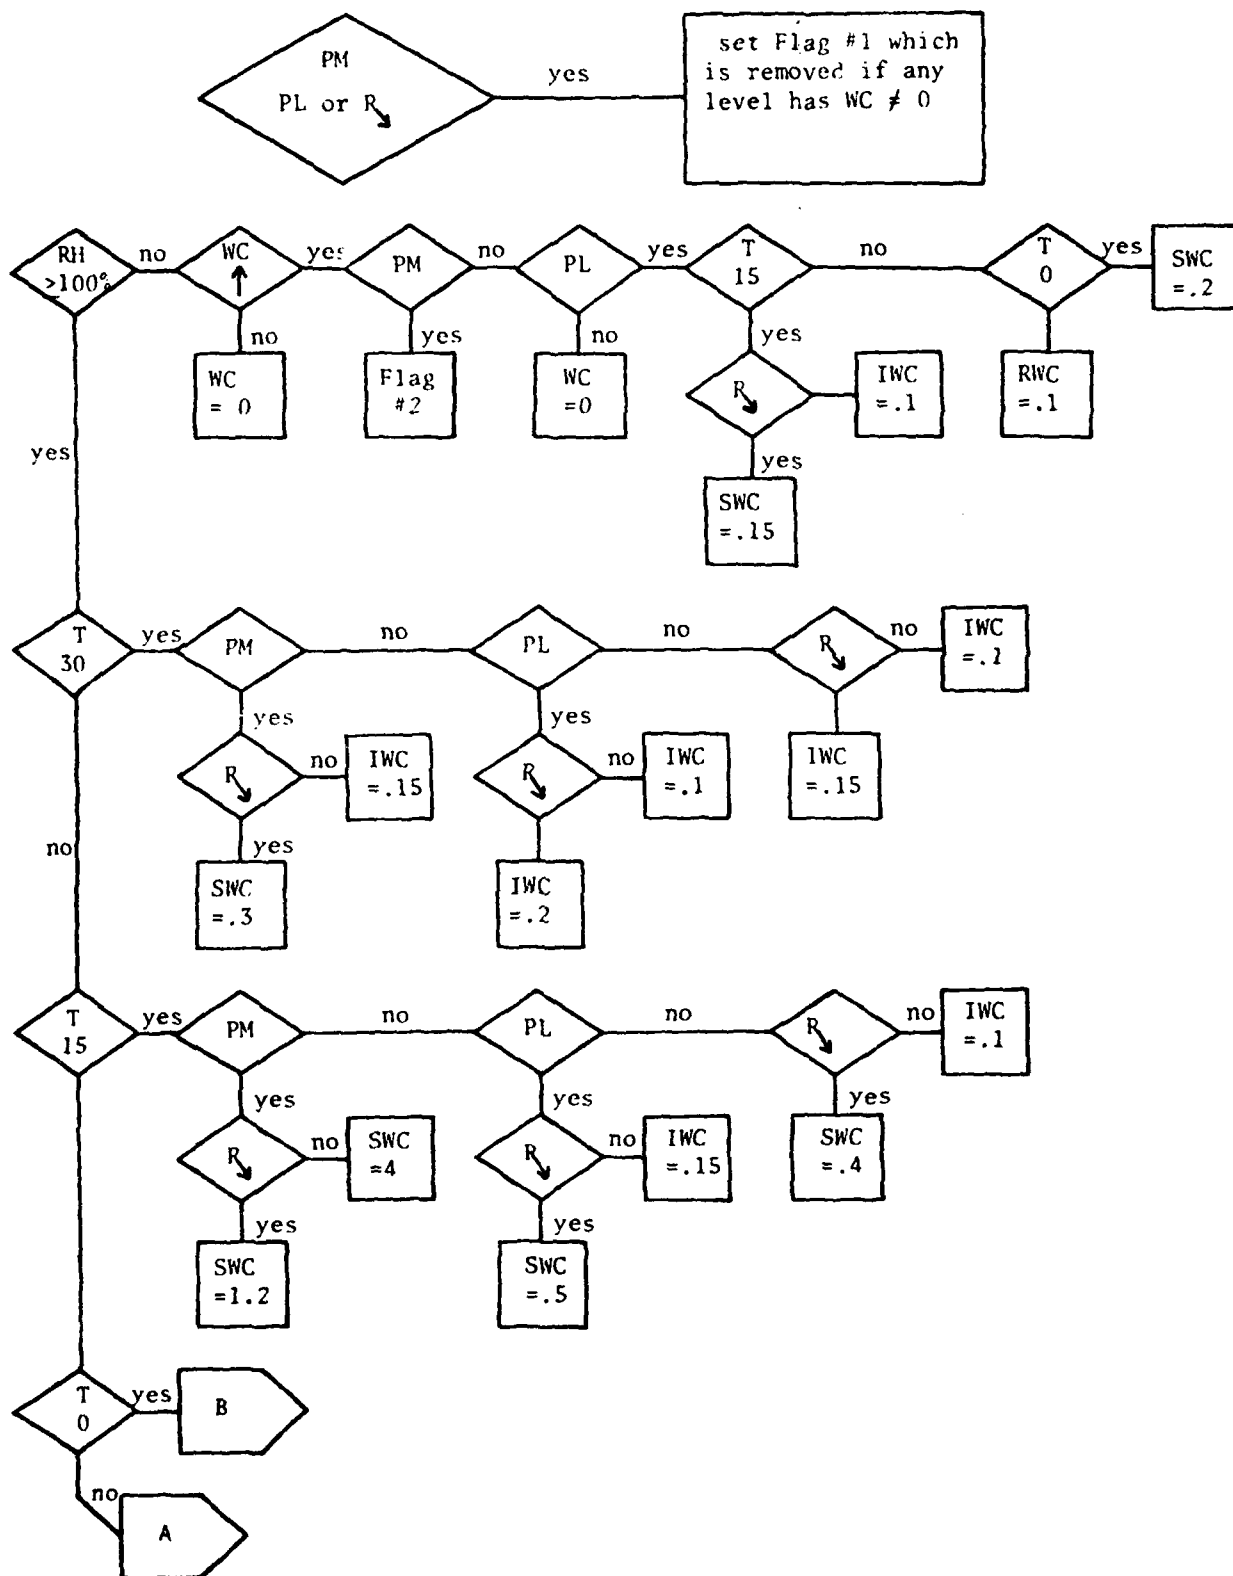 PM
PL or R
yes
set Flag #1 which
is removed if any
level has WC ≠ 0
RH
≥100%
no
WC
↑
yes
PM
no
PL
yes
T
15
no
T
0
yes
SWC
=.2
no
WC
= 0
yes
Flag
#2
no
WC
=0
yes
R
IWC
=.1
RWC
=.1
yes
SWC
=.15
yes
T
30
yes
PM
no
PL
no
R
no
IWC
=.1
yes
R
no
IWC
=.15
yes
R
no
IWC
=.1
IWC
=.15
yes
SWC
=.3
IWC
=.2
no
T
15
yes
PM
no
PL
no
R
no
IWC
=.1
yes
R
no
SWC
=4
yes
R
no
IWC
=.15
yes
SWC
=.4
yes
SWC
=1.2
yes
SWC
=.5
T
0
yes
B
no
A